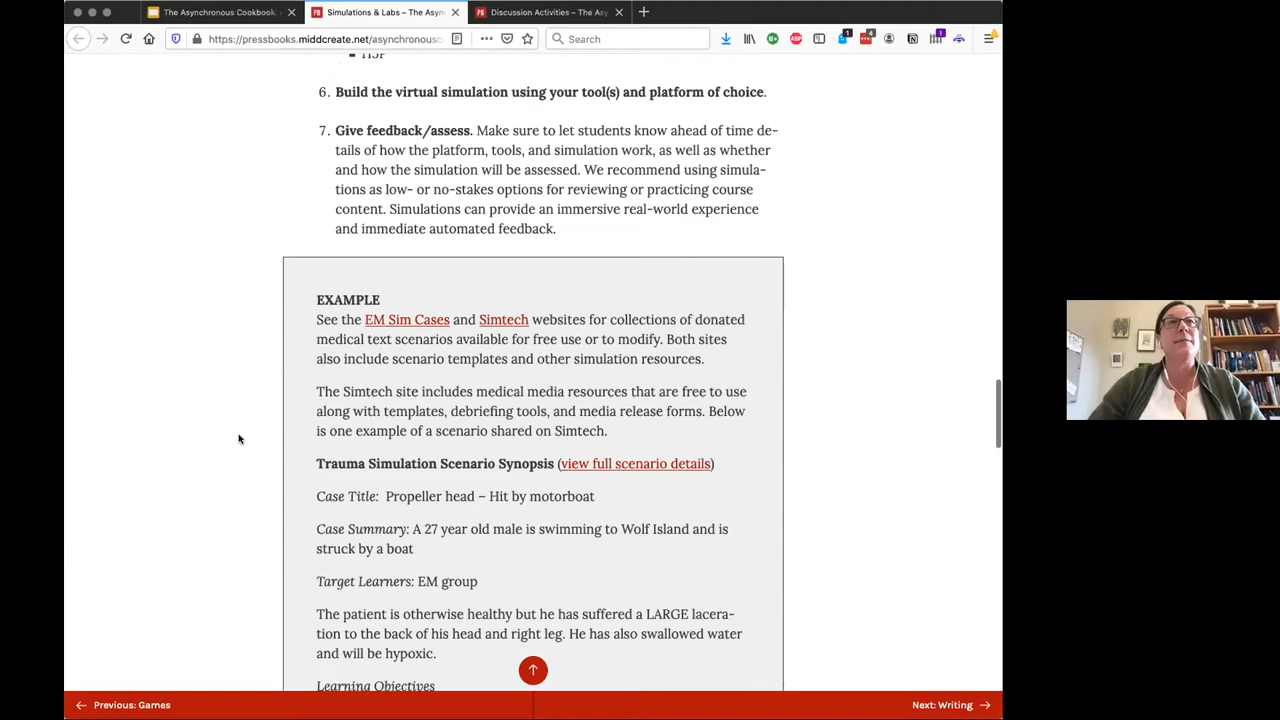 The Asynchronous Cookbook:
Simulations & Labs – The Asyn
Discussion Activities – The Asy
https://pressbooks.middcreate.net/asynchronousc
Search
1
4
1
H5P
6. Build the virtual simulation using your tool(s) and platform of choice.
7. Give feedback/assess. Make sure to let students know ahead of time de-
tails of how the platform, tools, and simulation work, as well as whether
and how the simulation will be assessed. We recommend using simula-
tions as low- or no-stakes options for reviewing or practicing course
content. Simulations can provide an immersive real-world experience
and immediate automated feedback.
EXAMPLE
See the EM Sim Cases and Simtech websites for collections of donated
medical text scenarios available for free use or to modify. Both sites
also include scenario templates and other simulation resources.
The Simtech site includes medical media resources that are free to use
along with templates, debriefing tools, and media release forms. Below
is one example of a scenario shared on Simtech.
Trauma Simulation Scenario Synopsis (view full scenario details)
Case Title: Propeller head – Hit by motorboat
Case Summary: A 27 year old male is swimming to Wolf Island and is
struck by a boat
Target Learners: EM group
The patient is otherwise healthy but he has suffered a LARGE lacera-
tion to the back of his head and right leg. He has also swallowed water
and will be hypoxic.
Learning Objectives
← Previous: Games
Next: Writing →